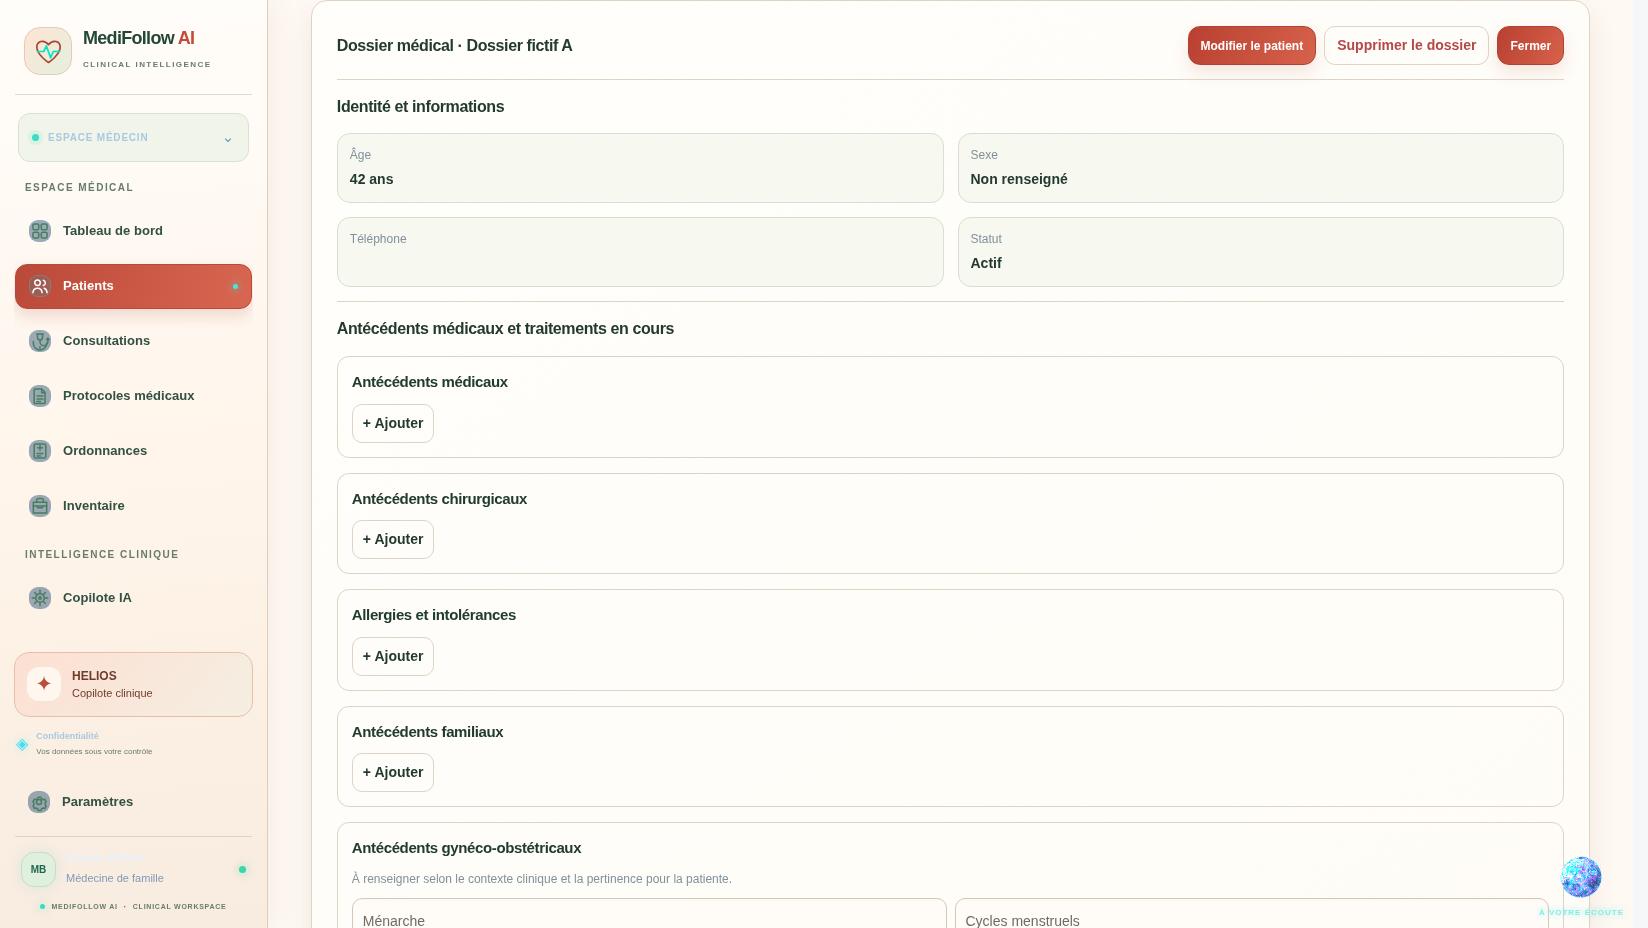 MediFollow AI
CLINICAL INTELLIGENCE
ESPACE MÉDECIN
ESPACE MÉDICAL
Tableau de bord
Patients
Consultations
Protocoles médicaux
Ordonnances
Inventaire
INTELLIGENCE CLINIQUE
Copilote IA
HELIOS
Copilote clinique
Confidentialité
Vos données sous votre contrôle
Paramètres
MB
Médecine de famille
MEDIFOLLOW AI · CLINICAL WORKSPACE
Dossier médical · Dossier fictif A
Modifier le patient
Supprimer le dossier
Fermer
Identité et informations
Âge
42 ans
Sexe
Non renseigné
Téléphone
Statut
Actif
Antécédents médicaux et traitements en cours
Antécédents médicaux
+ Ajouter
Antécédents chirurgicaux
+ Ajouter
Allergies et intolérances
+ Ajouter
Antécédents familiaux
+ Ajouter
Antécédents gynéco-obstétricaux
À renseigner selon le contexte clinique et la pertinence pour la patiente.
Ménarche
Cycles menstruels
À VOTRE ÉCOUTE